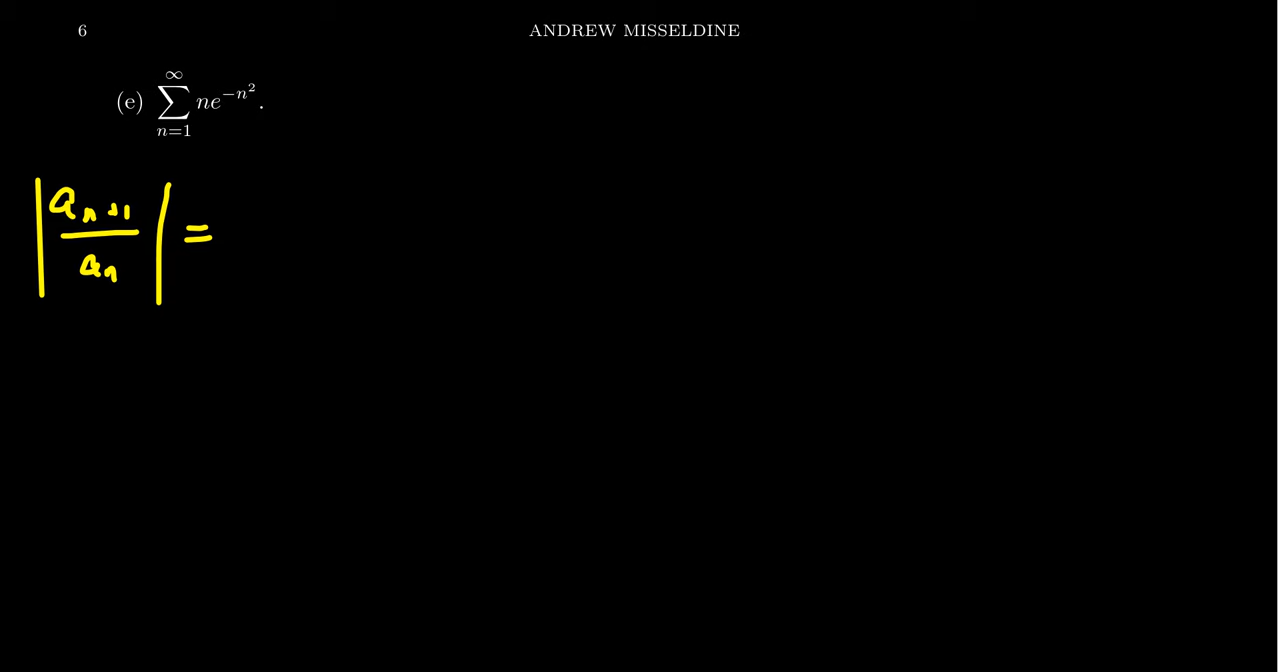 6 ANDREW MISSELDINE
(e) $\sum_{n=1}^{\infty} ne^{-n^2}$.
$\left| \frac{a_{n+1}}{a_n} \right| =$